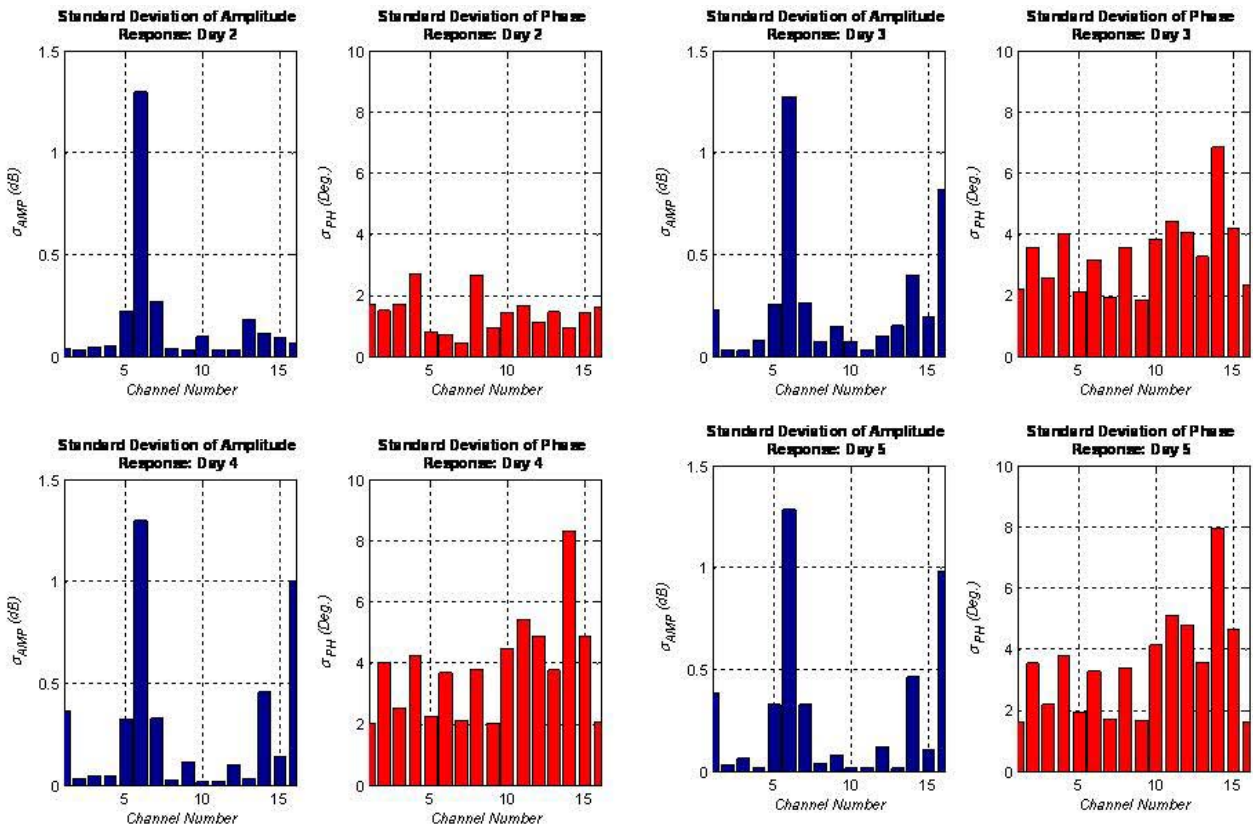 Standard Deviation of Amplitude
Response: Day 2
1.5
1
0.5
0
σAMP (dB)
5
10
15
Channel Number
Standard Deviation of Phase
Response: Day 2
10
8
6
4
2
0
σPH (Deg.)
5
10
15
Channel Number
Standard Deviation of Amplitude
Response: Day 3
1.5
1
0.5
0
σAMP (dB)
5
10
15
Channel Number
Standard Deviation of Phase
Response: Day 3
10
8
6
4
2
0
σPH (Deg.)
5
10
15
Channel Number
Standard Deviation of Amplitude
Response: Day 4
1.5
1
0.5
0
σAMP (dB)
5
10
15
Channel Number
Standard Deviation of Phase
Response: Day 4
10
8
6
4
2
0
σPH (Deg.)
5
10
15
Channel Number
Standard Deviation of Amplitude
Response: Day 5
1.5
1
0.5
0
σAMP (dB)
5
10
15
Channel Number
Standard Deviation of Phase
Response: Day 5
10
8
6
4
2
0
σPH (Deg.)
5
10
15
Channel Number